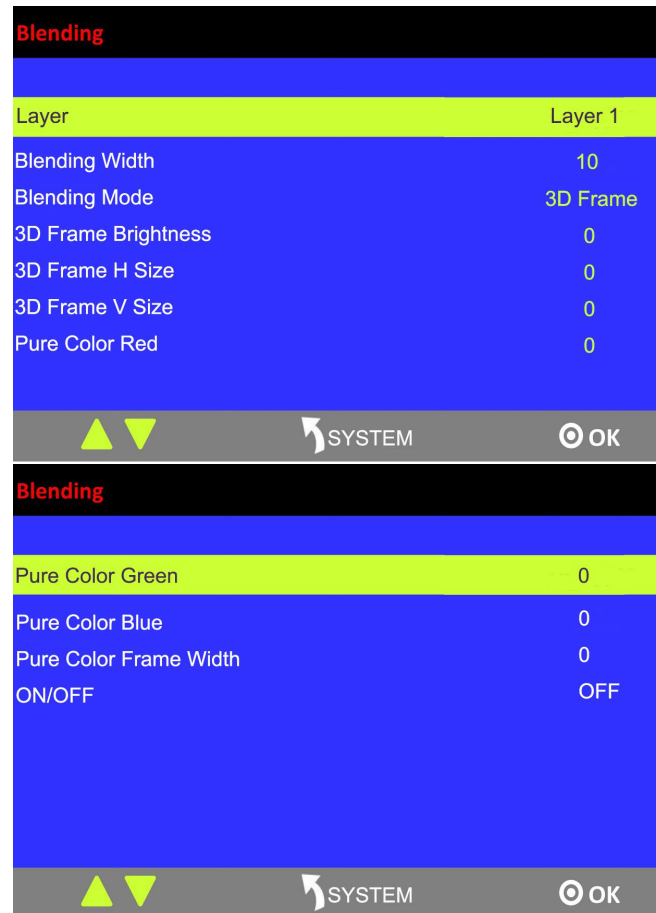 Blending
Layer Layer 1
Blending Width 10
Blending Mode 3D Frame
3D Frame Brightness 0
3D Frame H Size 0
3D Frame V Size 0
Pure Color Red 0
SYSTEM OK
Blending
Pure Color Green 0
Pure Color Blue 0
Pure Color Frame Width 0
ON/OFF OFF
SYSTEM OK